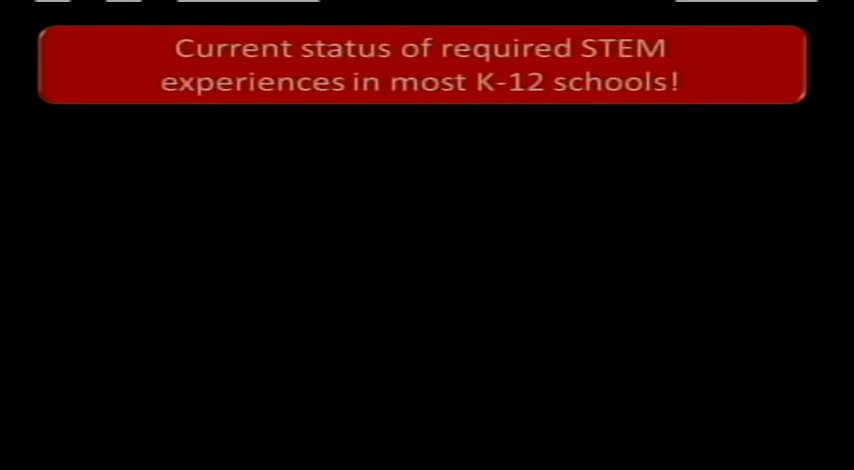 Current status of required STEM
experiences in most K-12 schools!